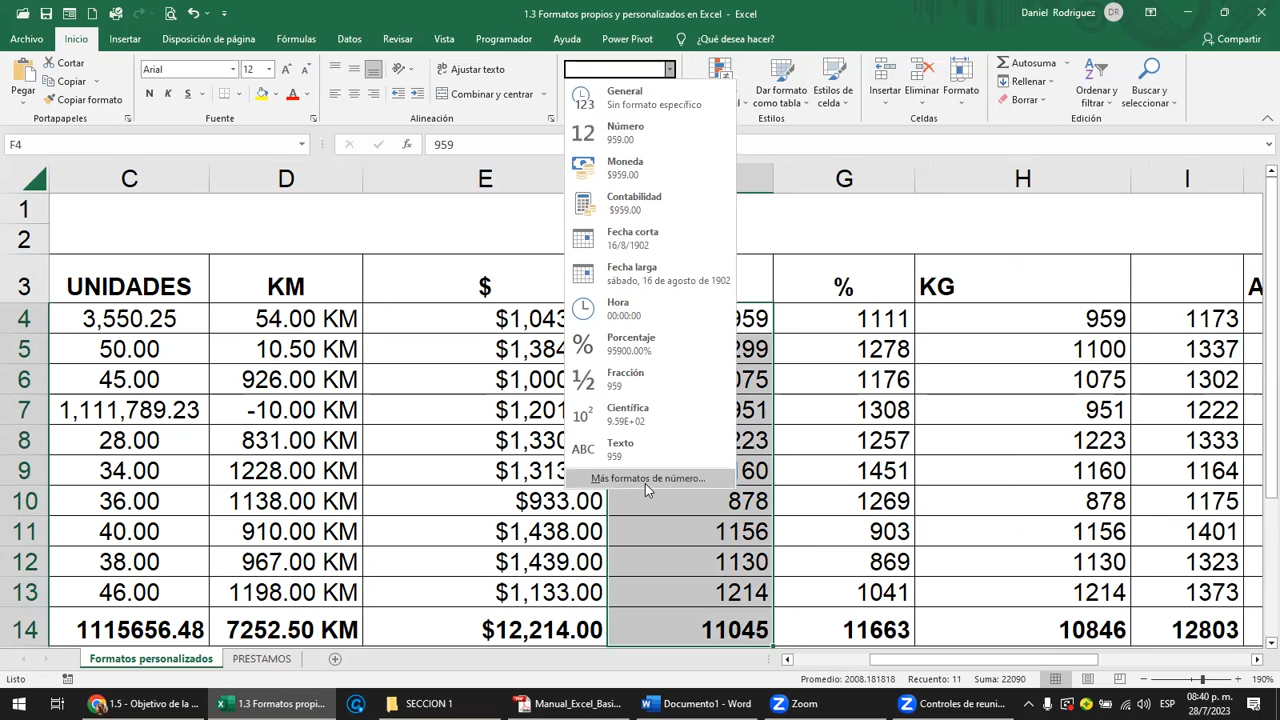 1.3 Formatos propios y personalizados en Excel - Excel
Daniel Rodriguez DR
Archivo Inicio Insertar Disposición de página Fórmulas Datos Revisar Vista Programador Ayuda Power Pivot ¿Qué desea hacer? Compartir
Pegar
Cortar
Copiar
Copiar formato
Portapapeles
Arial 12
N K S
Fuente
Ajustar texto
Combinar y centrar
Alineación
Dar formato como tabla
Estilos de celda
Estilos
Insertar Eliminar Formato
Celdas
Autosuma
Rellenar
Borrar
Ordenar y filtrar
Buscar y seleccionar
Edición
F4 fx 959
General
Sin formato específico
Número
959.00
Moneda
$959.00
Contabilidad
$959.00
Fecha corta
16/8/1902
Fecha larga
sábado, 16 de agosto de 1902
Hora
00:00:00
Porcentaje
95900.00%
Fracción
959
Científica
9.59E+02
Texto
959
Más formatos de número...
C D E G H I
1
2
3 UNIDADES KM $ % KG A
4 3,550.25 54.00 KM $1,043 959 1111 959 1173
5 50.00 10.50 KM $1,384 299 1278 1100 1337
6 45.00 926.00 KM $1,000 075 1176 1075 1302
7 1,111,789.23 -10.00 KM $1,201 951 1308 951 1222
8 28.00 831.00 KM $1,330 223 1257 1223 1333
9 34.00 1228.00 KM $1,313 160 1451 1160 1164
10 36.00 1138.00 KM $933.00 878 1269 878 1175
11 40.00 910.00 KM $1,438.00 1156 903 1156 1401
12 38.00 967.00 KM $1,439.00 1130 869 1130 1323
13 46.00 1198.00 KM $1,133.00 1214 1041 1214 1373
14 1115656.48 7252.50 KM $12,214.00 11045 11663 10846 12803
Formatos personalizados PRESTAMOS
Listo Promedio: 2008.181818 Recuento: 11 Suma: 22090 190%
1.5 - Objetivo de la ... 1.3 Formatos propi... SECCION 1 Manual_Excel_Basi... Documento1 - Word Zoom Controles de reuni... ESP 08:40 p. m.
28/7/2023